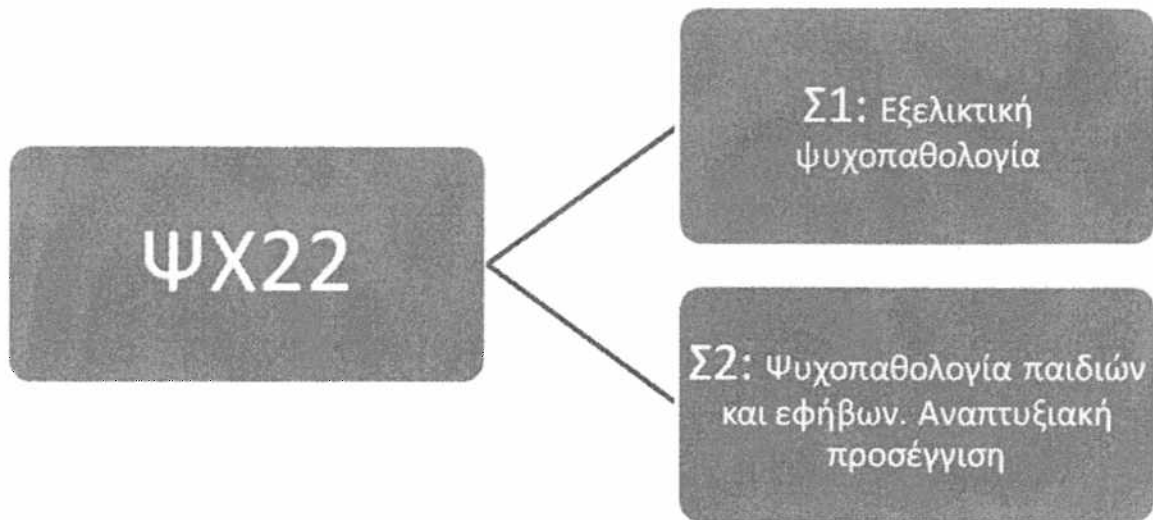 ΨΧ22
Σ1: Εξελικτική
ψυχοπαθολογία
Σ2: Ψυχοπαθολογία παιδιών
και εφήβων. Αναπτυξιακή
προσέγγιση